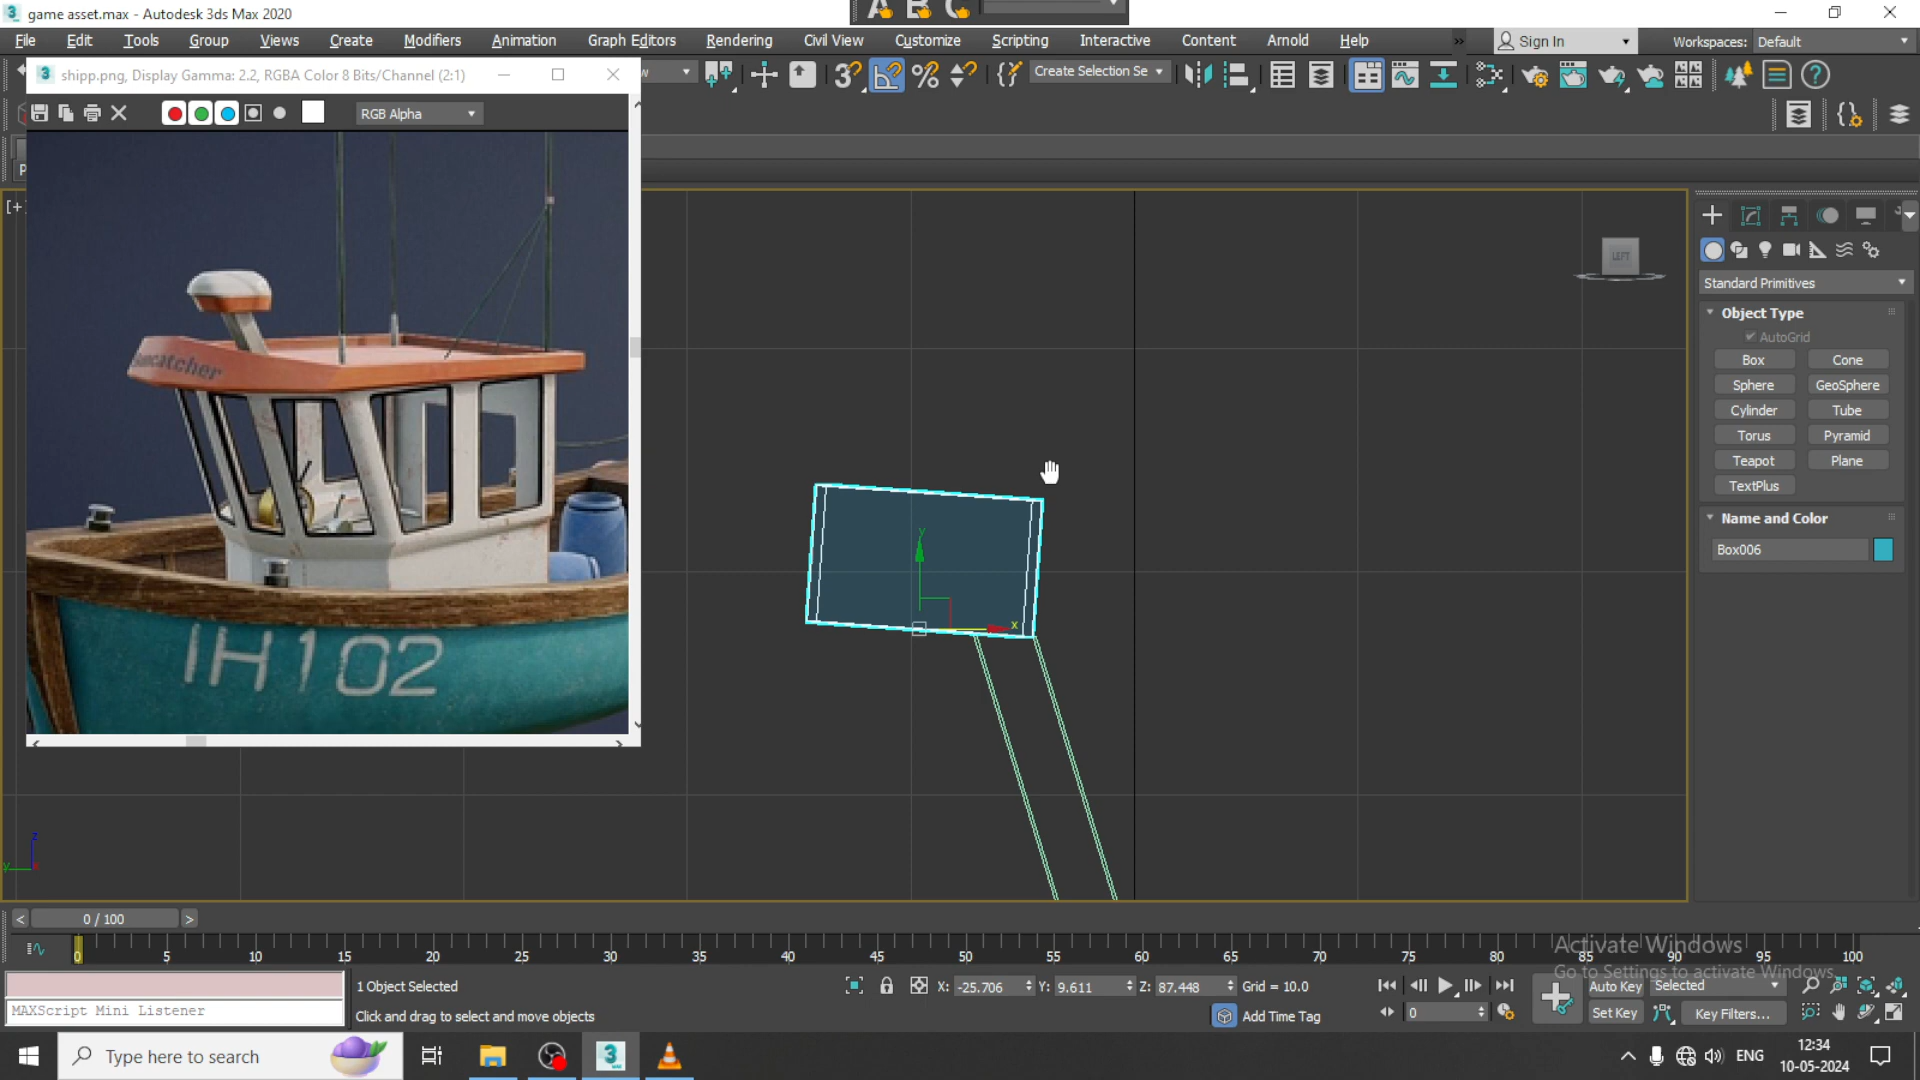 game asset.max - Autodesk 3ds Max 2020
File Edit Tools Group Views Create Modifiers Animation Graph Editors Rendering Civil View Customize Scripting Interactive Content Arnold Help
Sign In
Workspaces: Default
shipp.png, Display Gamma: 2.2, RGBA Color 8 Bits/Channel (2:1)
Create Selection Se
RGB Alpha
[+]
LEFT
catcher
IH 102
Standard Primitives
Object Type
AutoGrid
Box Cone
Sphere GeoSphere
Cylinder Tube
Torus Pyramid
Teapot Plane
TextPlus
Name and Color
Box006
y
x
z
y
0 / 100
0 5 10 15 20 25 30 35 40 45 50 55 60 65 70 75 80 85 90 95 100
Activate Windows
Go to Settings to activate Windows.
1 Object Selected
X: -25.706 Y: 9.611 Z: 87.448 Grid = 10.0
Auto Key Selected
MAXScript Mini Listener
Click and drag to select and move objects
Add Time Tag
0
Set Key Key Filters...
Type here to search
ENG
12:34
10-05-2024